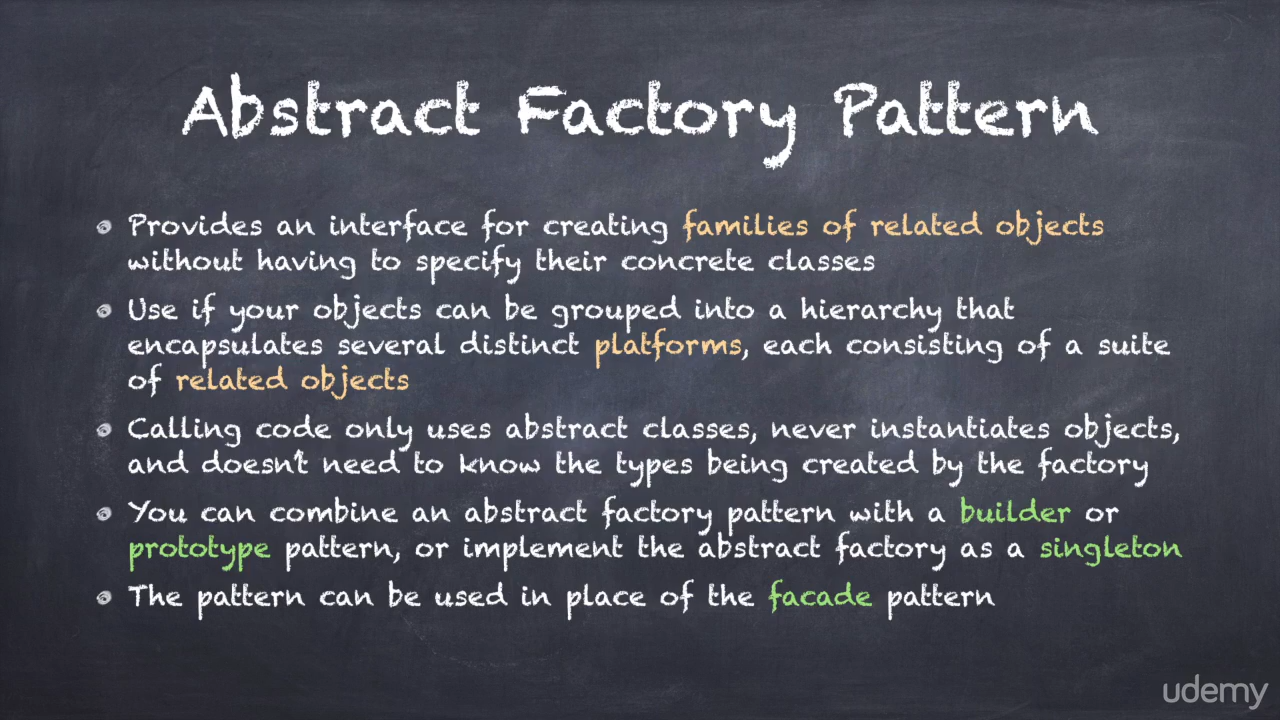 Abstract Factory Pattern
Provides an interface for creating families of related objects
without having to specify their concrete classes
Use if your objects can be grouped into a hierarchy that
encapsulates several distinct platforms, each consisting of a suite
of related objects
Calling code only uses abstract classes, never instantiates objects,
and doesn't need to know the types being created by the factory
You can combine an abstract factory pattern with a builder or
prototype pattern, or implement the abstract factory as a singleton
The pattern can be used in place of the facade pattern
udemy